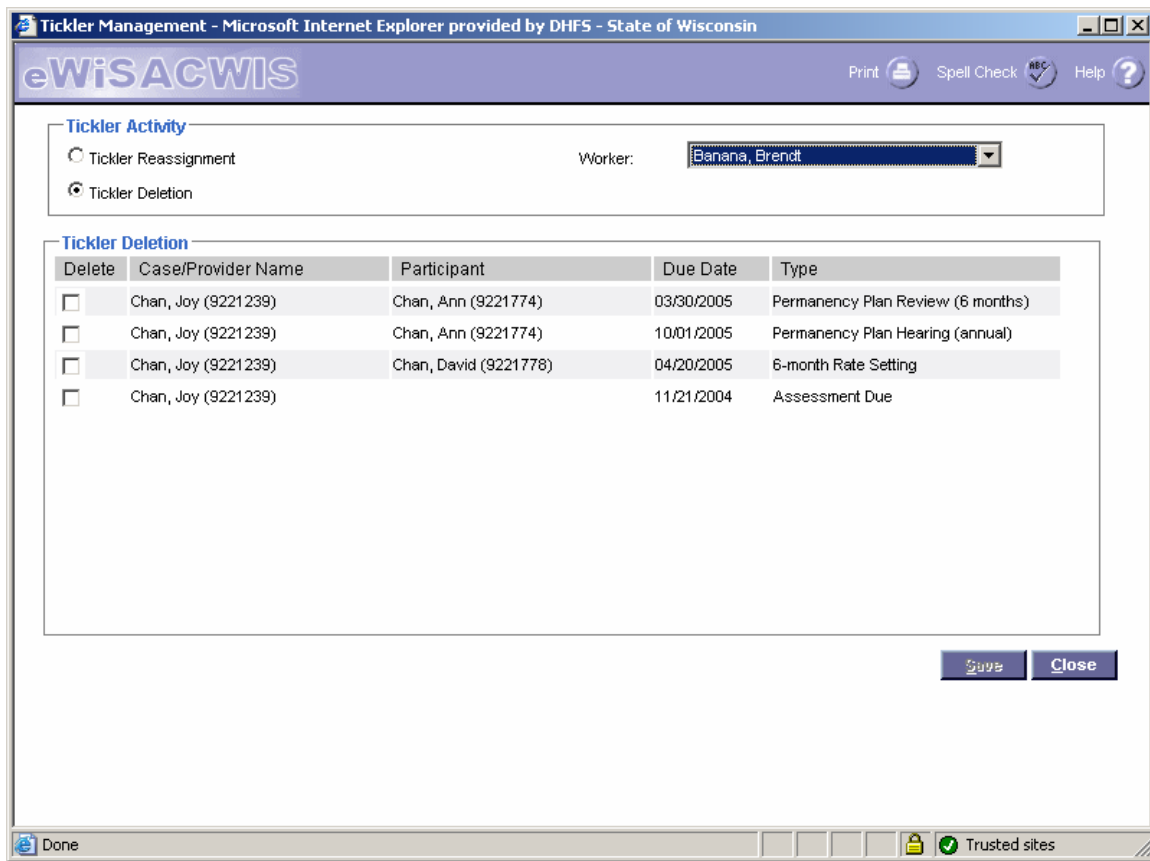 Tickler Management - Microsoft Internet Explorer provided by DHFS - State of Wisconsin
eWiSACWIS Print ABC Spell Check Help ?
Tickler Activity
Tickler Reassignment Worker: Banana, Brendt
Tickler Deletion
Tickler Deletion
Delete Case/Provider Name Participant Due Date Type
Chan, Joy (9221239) Chan, Ann (9221774) 03/30/2005 Permanency Plan Review (6 months)
Chan, Joy (9221239) Chan, Ann (9221774) 10/01/2005 Permanency Plan Hearing (annual)
Chan, Joy (9221239) Chan, David (9221778) 04/20/2005 6-month Rate Setting
Chan, Joy (9221239) 11/21/2004 Assessment Due
Save Close
Done Trusted sites